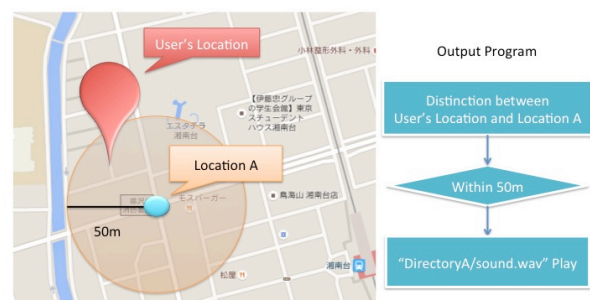 User's Location
小林整形外科・外科
【伊藤忠グループ
の学生会館】東京
スチューデント
ハウス湘南台
エスタテラ
湘南台
Location A
モスバーガー
鳥海山 湘南台店
50m
湘南台
松屋
Output Program
Distinction between
User's Location and Location A
Within 50m
"DirectoryA/sound.wav" Play